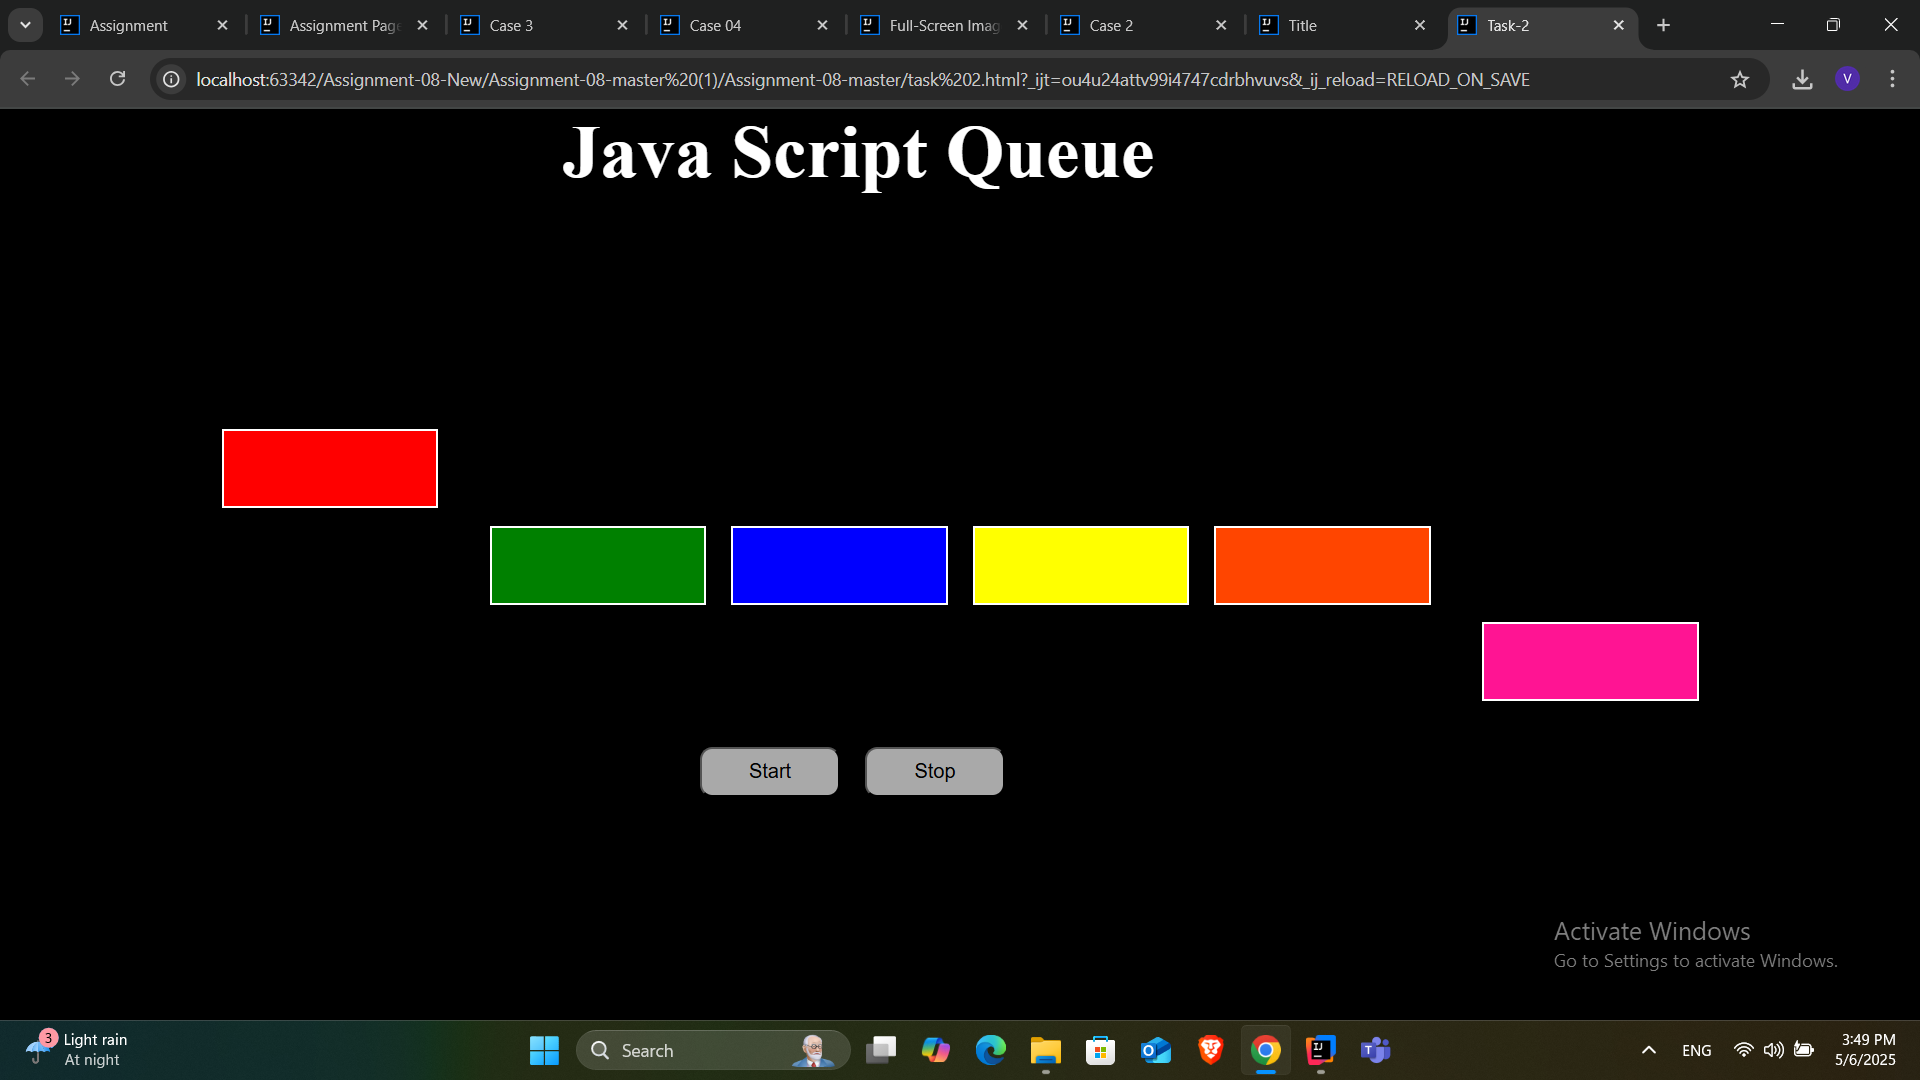 Assignment
Assignment Page
Case 3
Case 04
Full-Screen Imag
Case 2
Title
Task-2
localhost:63342/Assignment-08-New/Assignment-08-master%20(1)/Assignment-08-master/task%202.html?_ijt=ou4u24attv99i4747cdrbhvuvs&_ij_reload=RELOAD_ON_SAVE
V
Java Script Queue
Start
Stop
Activate Windows
Go to Settings to activate Windows.
3
Light rain
At night
Search
ENG
3:49 PM
5/6/2025